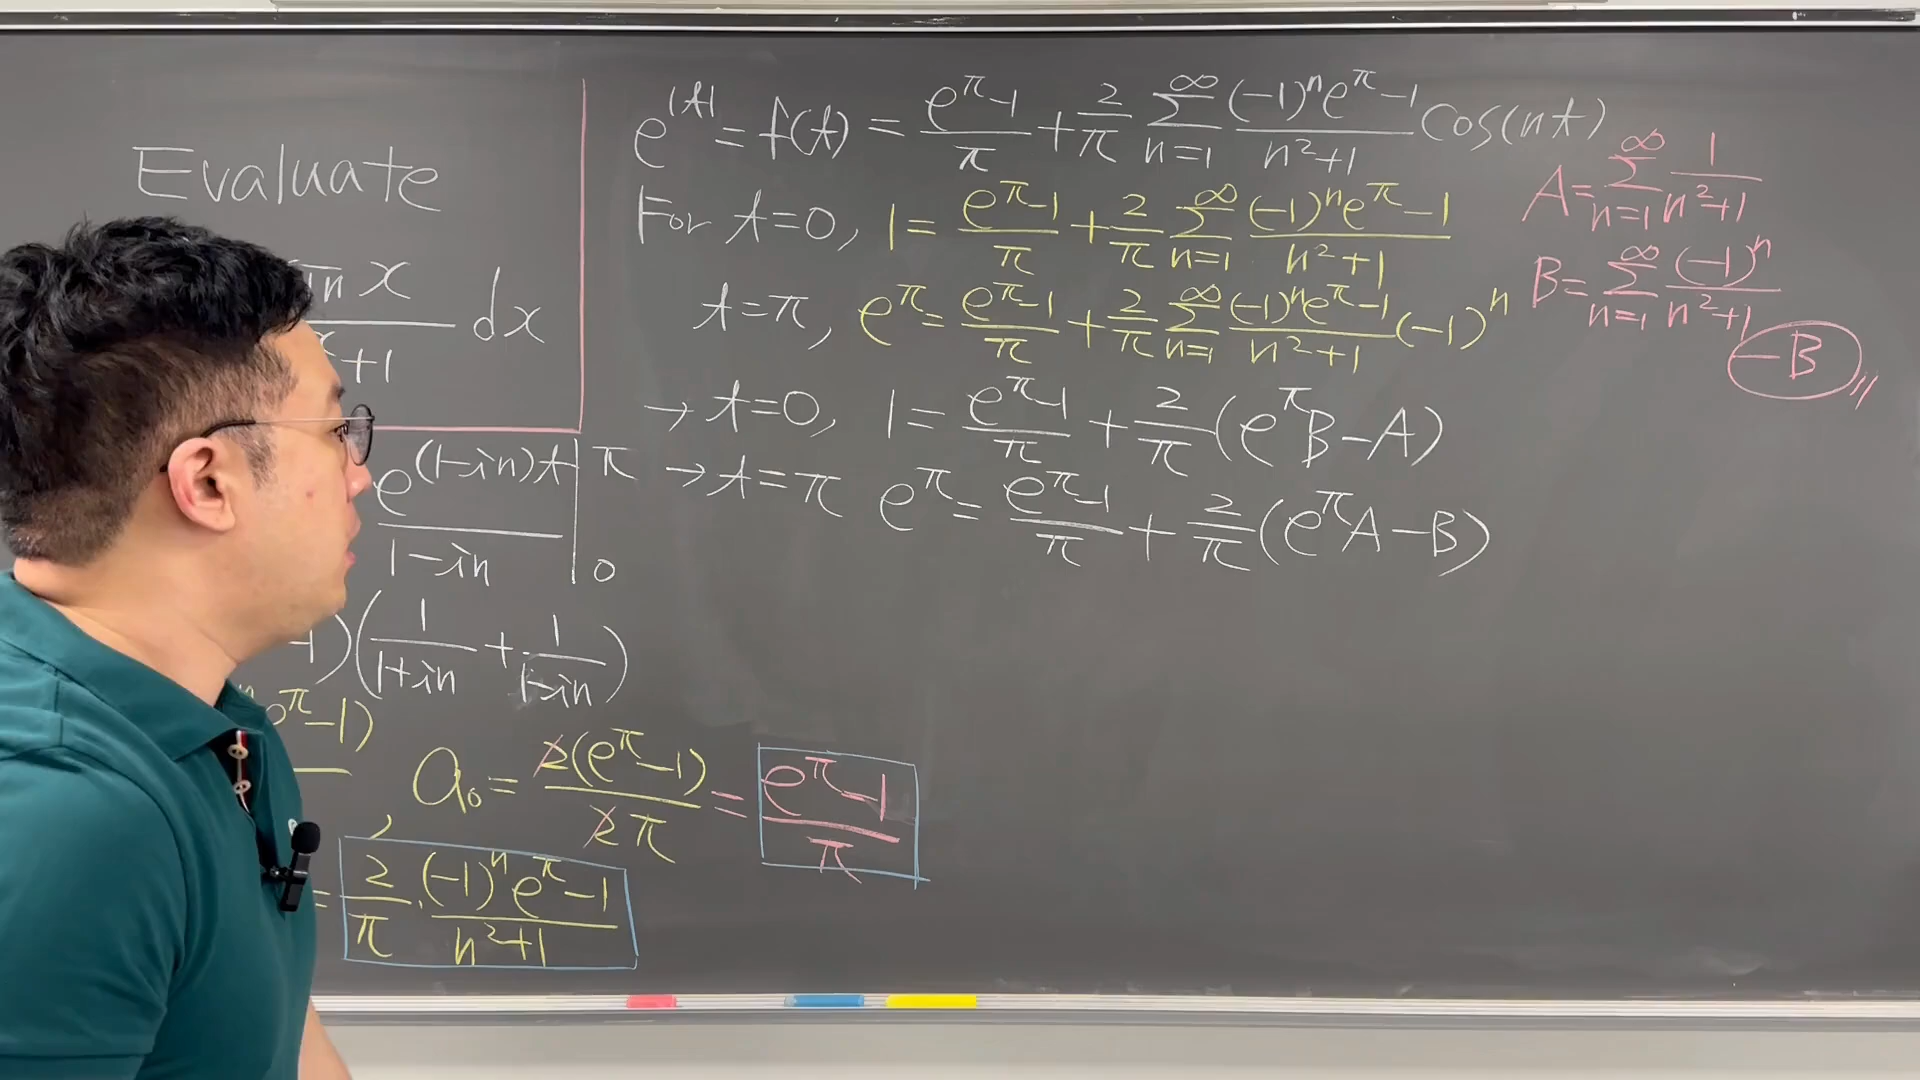 Evaluate
x
+1
dx
e^{(1-in)t}
1-in
|_0^π
-1)(1/(1+in) + 1/(1-in))
e^π-1)
, a_0 = 2(e^π-1)/2π = (e^π-1)/π
= 2/π · ((-1)^n e^π-1)/(n²+1)
e^{|t|} = f(t) = (e^π-1)/π + 2/π Σ_{n=1}^∞ ((-1)^n e^π-1)/(n²+1) cos(nt)
For t=0, 1 = (e^π-1)/π + 2/π Σ_{n=1}^∞ ((-1)^n e^π-1)/(n²+1)
t=π, e^π = (e^π-1)/π + 2/π Σ_{n=1}^∞ ((-1)^n e^π-1)/(n²+1) (-1)^n
→ t=0, 1 = (e^π-1)/π + 2/π (e^π B-A)
→ t=π e^π = (e^π-1)/π + 2/π (e^π A-B)
A = Σ_{n=1}^∞ 1/(n²+1)
B = Σ_{n=1}^∞ (-1)^n/(n²+1)
-B